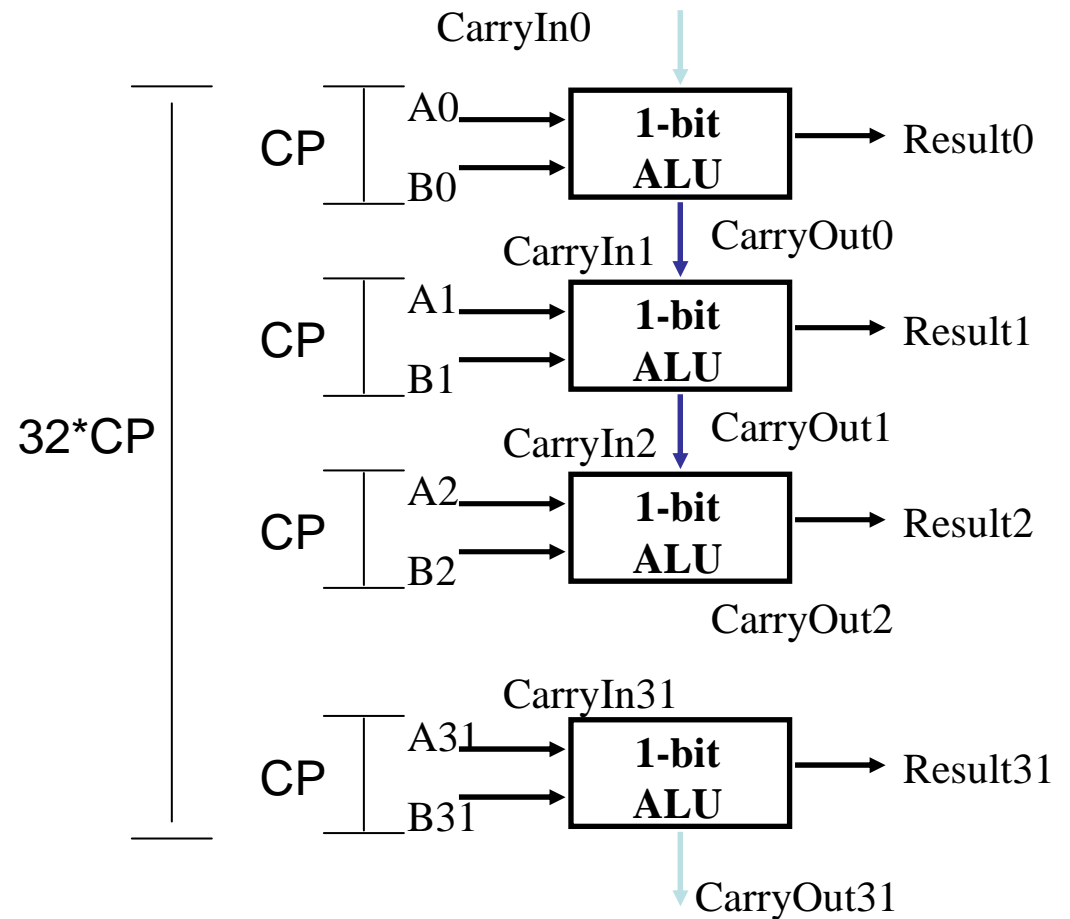 CarryIn0
A0
CP
B0
1-bit
ALU
Result0
CarryIn1
CarryOut0
A1
CP
B1
1-bit
ALU
Result1
32*CP
CarryIn2
CarryOut1
A2
CP
B2
1-bit
ALU
Result2
CarryOut2
CarryIn31
A31
CP
B31
1-bit
ALU
Result31
CarryOut31